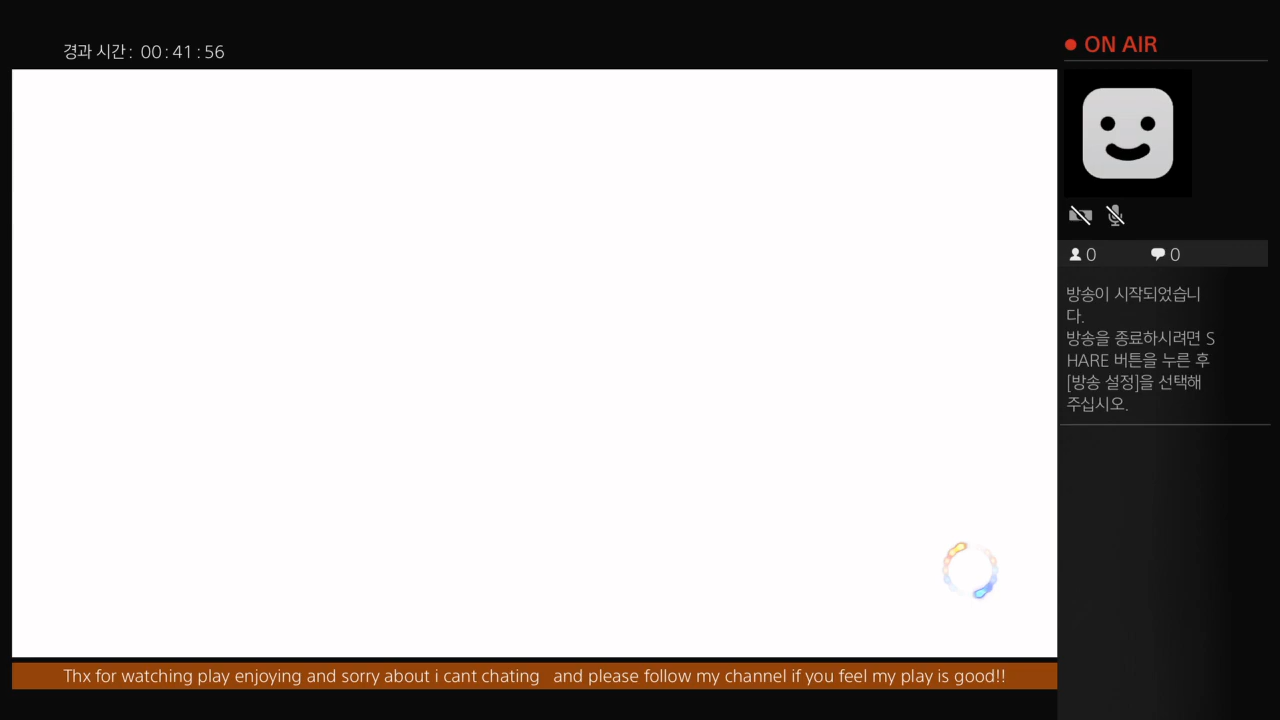 경과 시간 : 00 : 41 : 56
ON AIR
0 0
방송이 시작되었습니
다.
방송을 종료하시려면 S
HARE 버튼을 누른 후
[방송 설정]을 선택해
주십시오.
Thx for watching play enjoying and sorry about i cant chating and please follow my channel if you feel my play is good!!